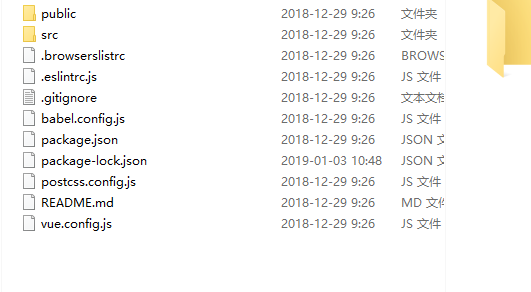 public 2018-12-29 9:26 文件夹
src 2018-12-29 9:26 文件夹
.browserslistrc 2018-12-29 9:26 BROWS
.eslintrc.js 2018-12-29 9:26 JS 文件
.gitignore 2018-12-29 9:26 文本文档
babel.config.js 2018-12-29 9:26 JS 文件
package.json 2018-12-29 9:26 JSON 文
package-lock.json 2019-01-03 10:48 JSON 文
postcss.config.js 2018-12-29 9:26 JS 文件
README.md 2018-12-29 9:26 MD 文件
vue.config.js 2018-12-29 9:26 JS 文件